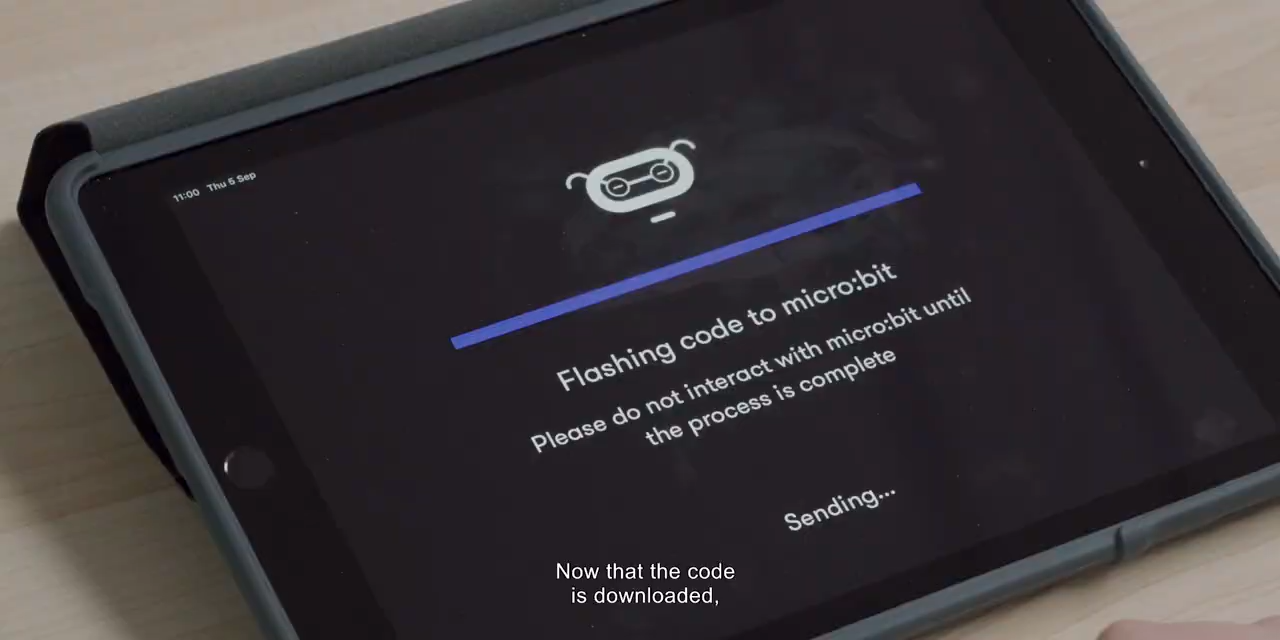 11:00 Thu 5 Sep
Flashing code to micro:bit
Please do not interact with micro:bit until
the process is complete
Sending...
Now that the code
is downloaded,